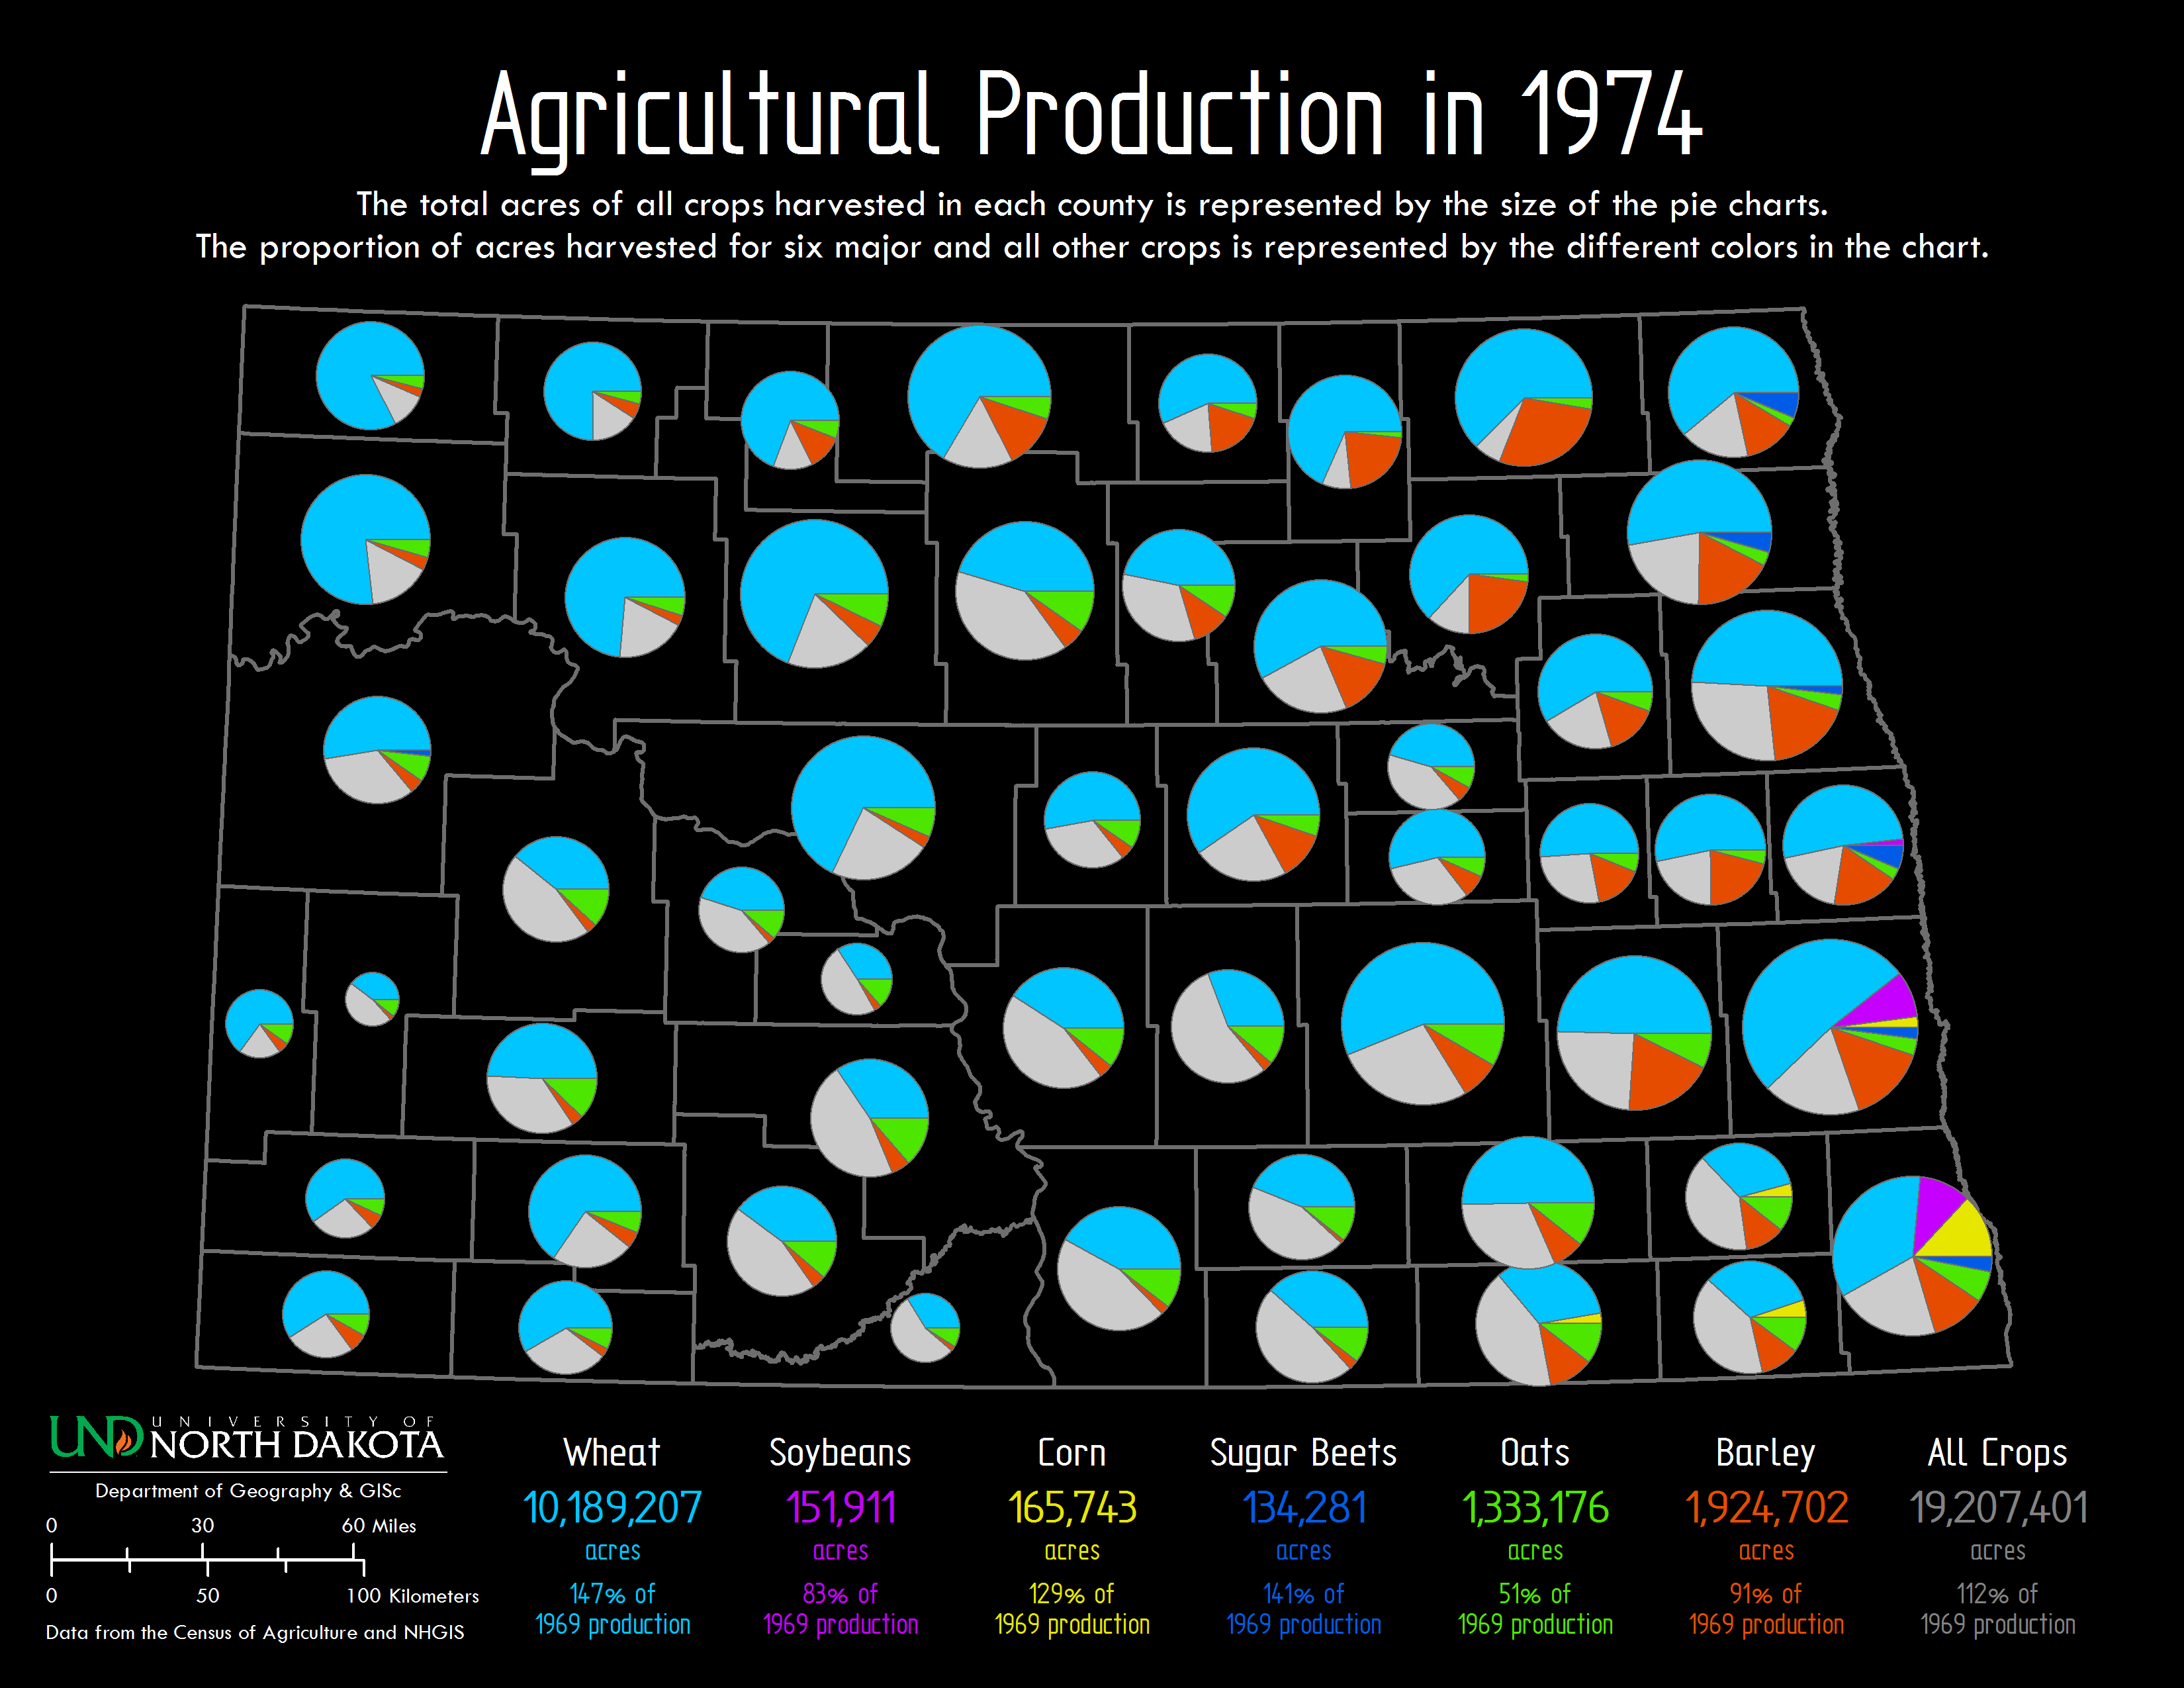 Agricultural Production in 1974
The total acres of all crops harvested in each county is represented by the size of the pie charts.
The proportion of acres harvested for six major and all other crops is represented by the different colors in the chart.
UND UNIVERSITY OF
NORTH DAKOTA
Department of Geography & GISc
0 30 60 Miles
0 50 100 Kilometers
Data from the Census of Agriculture and NHGIS
Wheat
10,189,207
acres
147% of
1969 production
Soybeans
151,911
acres
83% of
1969 production
Corn
165,743
acres
129% of
1969 production
Sugar Beets
134,281
acres
141% of
1969 production
Oats
1,333,176
acres
51% of
1969 production
Barley
1,924,702
acres
91% of
1969 production
All Crops
19,207,401
acres
112% of
1969 production